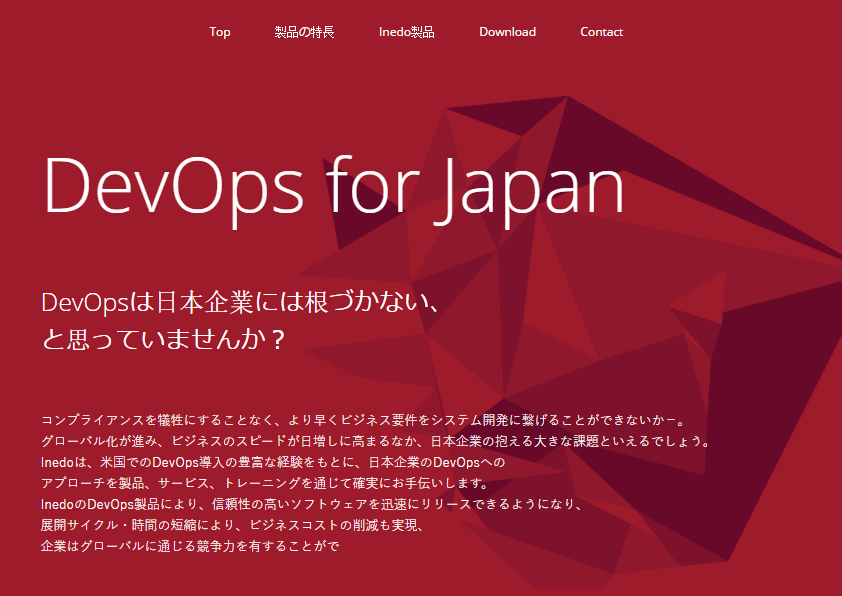 Top 製品の特長 Inedo製品 Download Contact
DevOps for Japan
DevOpsは日本企業には根づかない、
と思っていませんか？
コンプライアンスを犠牲にすることなく、より早くビジネス要件をシステム開発に繋げることができないか－。
グローバル化が進み、ビジネスのスピードが日増しに高まるなか、日本企業の抱える大きな課題といえるでしょう。
Inedoは、米国でのDevOps導入の豊富な経験をもとに、日本企業のDevOpsへの
アプローチを製品、サービス、トレーニングを通じて確実にお手伝いします。
InedoのDevOps製品により、信頼性の高いソフトウェアを迅速にリリースできるようになり、
展開サイクル・時間の短縮により、ビジネスコストの削減も実現、
企業はグローバルに通じる競争力を有することがで